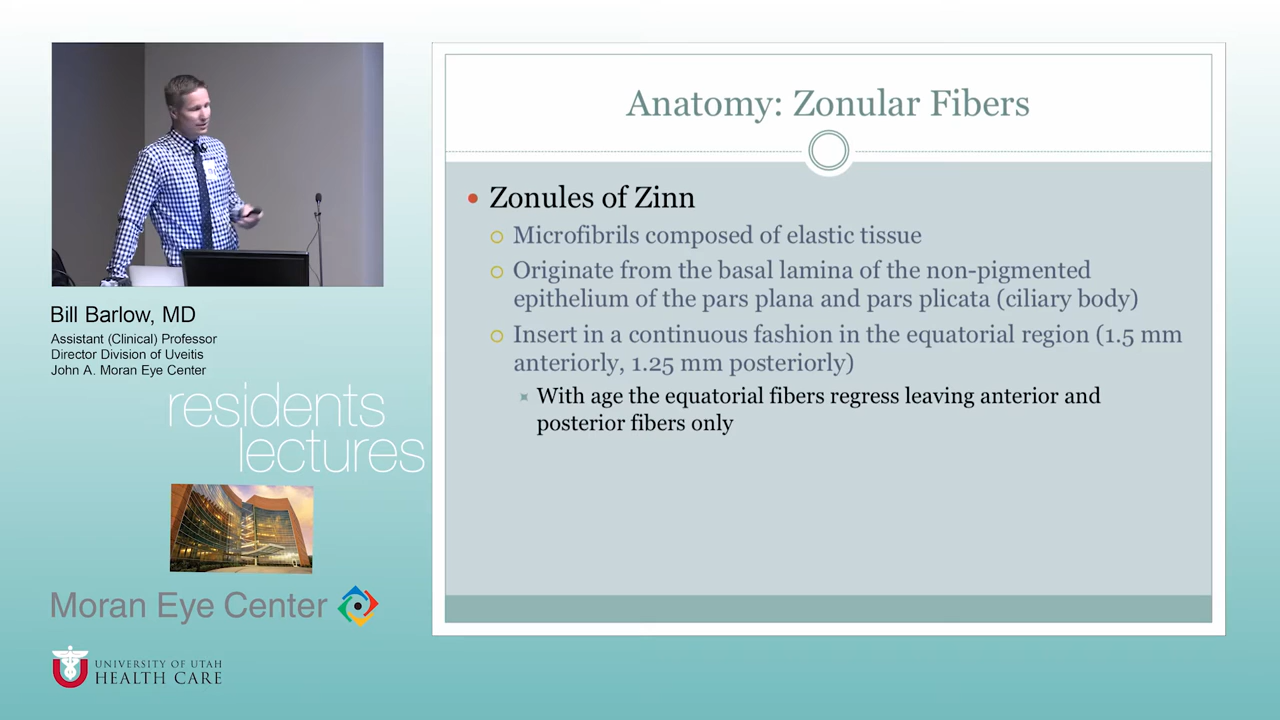 Bill Barlow, MD
Assistant (Clinical) Professor
Director Division of Uveitis
John A. Moran Eye Center
residents
lectures
Moran Eye Center
UNIVERSITY OF UTAH
HEALTH CARE
Anatomy: Zonular Fibers
Zonules of Zinn
Microfibrils composed of elastic tissue
Originate from the basal lamina of the non-pigmented
epithelium of the pars plana and pars plicata (ciliary body)
Insert in a continuous fashion in the equatorial region (1.5 mm
anteriorly, 1.25 mm posteriorly)
With age the equatorial fibers regress leaving anterior and
posterior fibers only